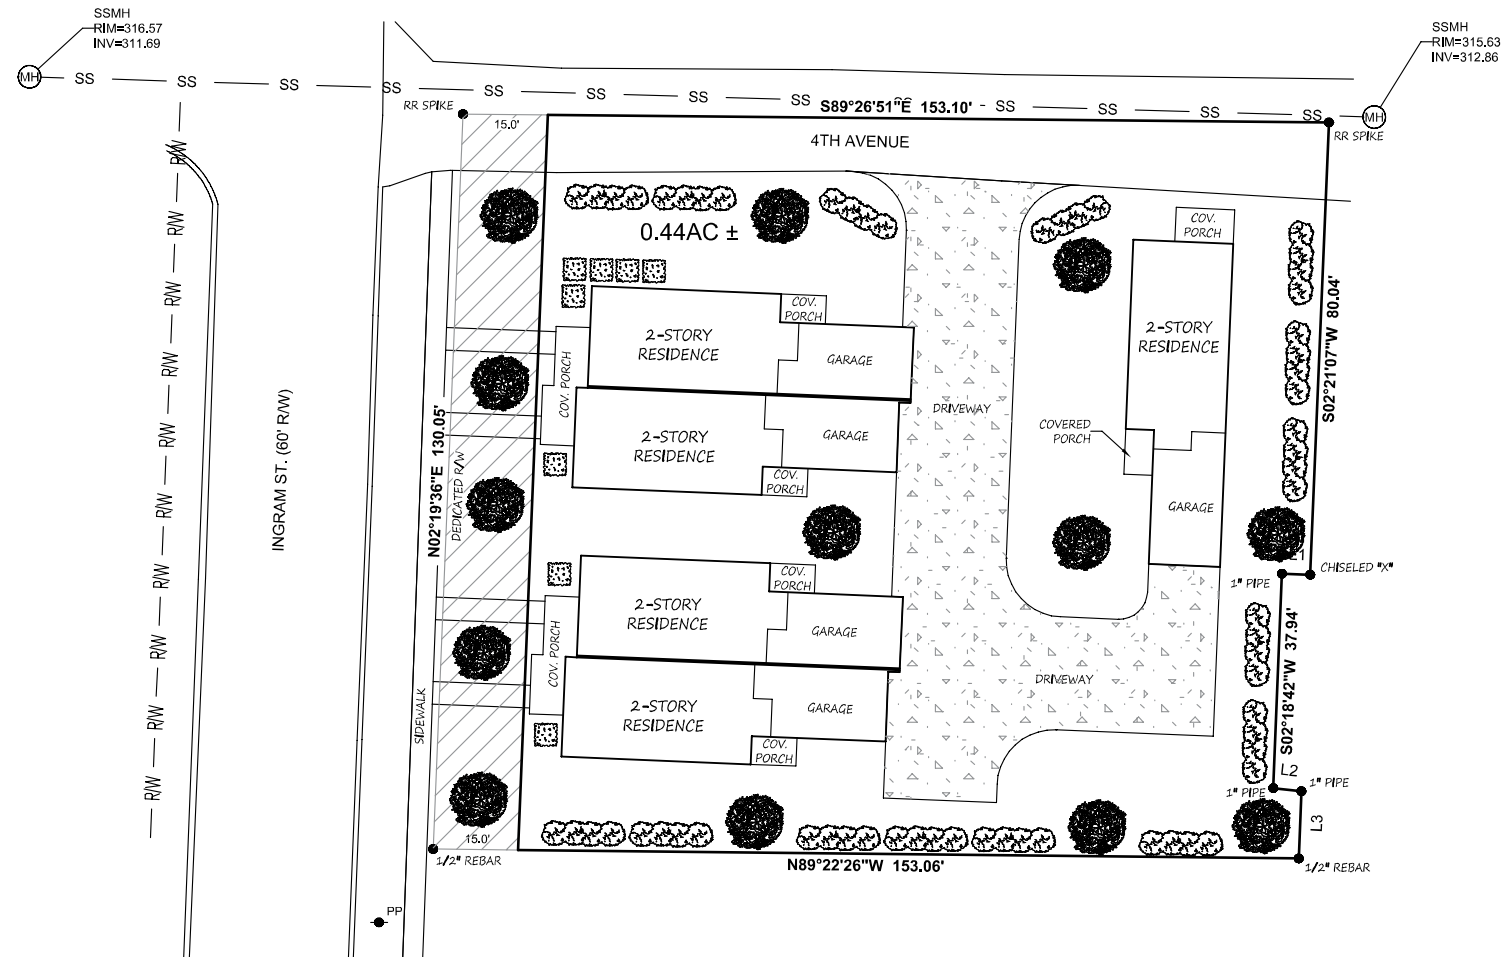 SSMH
RIM=316.57
INV=311.69
SSMH
RIM=315.63
INV=312.86
MH
SS
SS
SS
SS
SS
SS
SS
SS
SS
SS
SS
SS
MH
RR SPIKE
S89°26'51"E 153.10'
RR SPIKE
15.0'
4TH AVENUE
0.44AC ±
COV.
PORCH
R/W
R/W
R/W
R/W
R/W
R/W
R/W
R/W
R/W
R/W
INGRAM ST. (60' R/W)
N02°19'36"E 130.05'
DEDICATED R/W
SIDEWALK
COV. PORCH
2-STORY
RESIDENCE
COV.
PORCH
GARAGE
2-STORY
RESIDENCE
GARAGE
COV.
PORCH
DRIVEWAY
2-STORY
RESIDENCE
COVERED
PORCH
GARAGE
S02°21'07"W 80.04'
CHISELED "X"
1" PIPE
COV. PORCH
2-STORY
RESIDENCE
COV.
PORCH
GARAGE
2-STORY
RESIDENCE
GARAGE
COV.
PORCH
DRIVEWAY
S02°18'42"W 37.94'
L2
1" PIPE
1" PIPE
L3
15.0'
1/2" REBAR
N89°22'26"W 153.06'
1/2" REBAR
PP